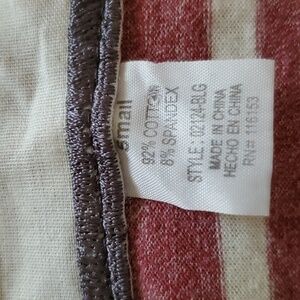 small
92% COTTON
8% SPANDEX
STYLE: 02124-BLG
MADE IN CHINA
HECHO EN CHINA
RN# 116153